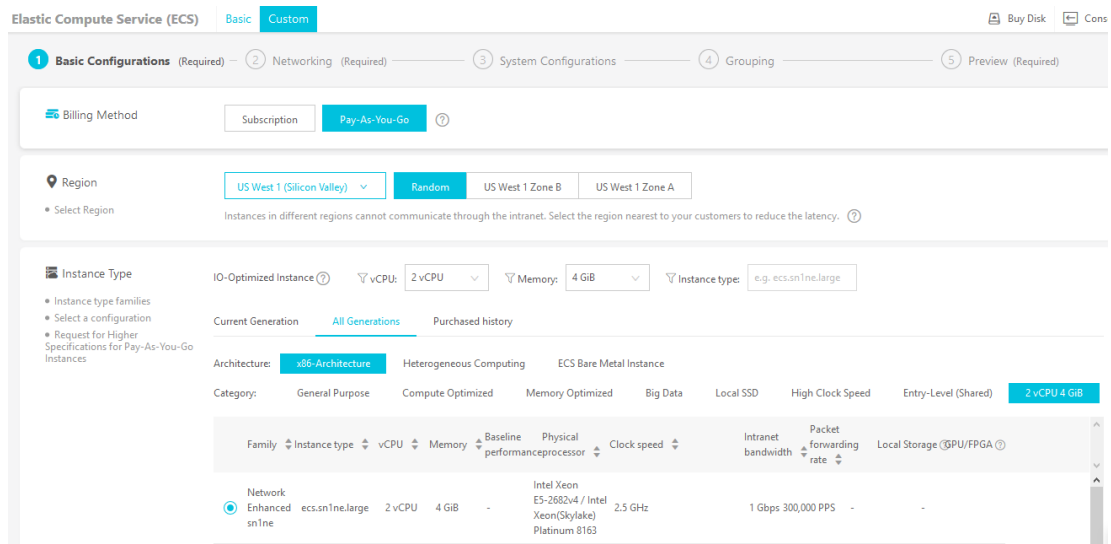 Elastic Compute Service (ECS) Basic Custom Buy Disk
1 Basic Configurations (Required) 2 Networking (Required) 3 System Configurations 4 Grouping 5 Preview (Required)
Billing Method Subscription Pay-As-You-Go
Region US West 1 (Silicon Valley) Random US West 1 Zone B US West 1 Zone A
Select Region Instances in different regions cannot communicate through the intranet. Select the region nearest to your customers to reduce the latency.
Instance Type IO-Optimized Instance vCPU: 2 vCPU Memory: 4 GiB Instance type: e.g. ecs.sn1ne.large
Instance type families
Select a configuration
Request for Higher
Specifications for Pay-As-You-Go
Instances
Current Generation All Generations Purchased history
Architecture: x86-Architecture Heterogeneous Computing ECS Bare Metal Instance
Category: General Purpose Compute Optimized Memory Optimized Big Data Local SSD High Clock Speed Entry-Level (Shared) 2 vCPU 4 GiB
Family Instance type vCPU Memory Baseline performance Physical processor Clock speed Intranet bandwidth Packet forwarding rate Local Storage GPU/FPGA
Network Enhanced sn1ne ecs.sn1ne.large 2 vCPU 4 GiB - Intel Xeon E5-2682v4 / Intel Xeon(Skylake) Platinum 8163 2.5 GHz 1 Gbps 300,000 PPS - -